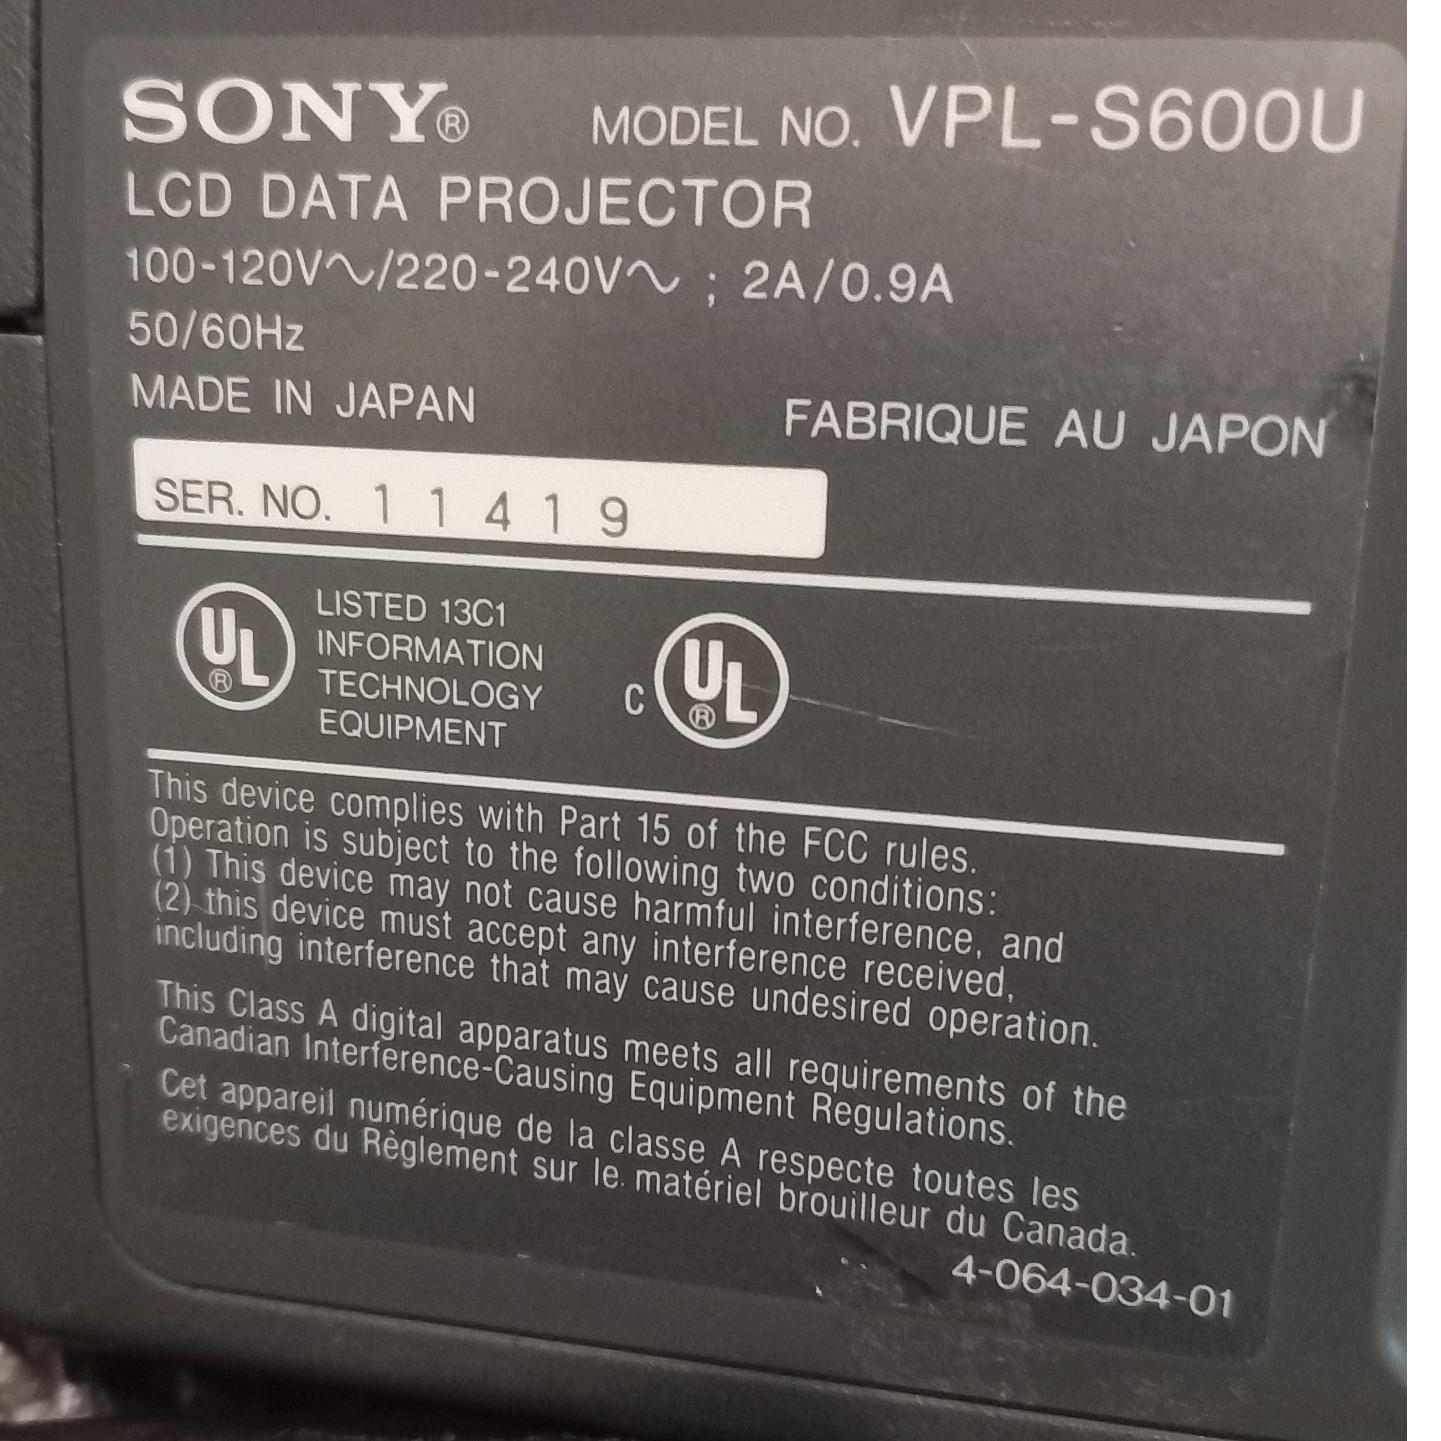 SONY® MODEL NO. VPL-S600U
LCD DATA PROJECTOR
100-120V~/220-240V~ ; 2A/0.9A
50/60Hz
MADE IN JAPAN FABRIQUE AU JAPON
SER. NO. 11419
UL® LISTED 13C1
INFORMATION
TECHNOLOGY
EQUIPMENT
C UL®
This device complies with Part 15 of the FCC rules.
Operation is subject to the following two conditions:
(1) This device may not cause harmful interference, and
(2) this device must accept any interference received,
including interference that may cause undesired operation.
This Class A digital apparatus meets all requirements of the
Canadian Interference-Causing Equipment Regulations.
Cet appareil numérique de la classe A respecte toutes les
exigences du Règlement sur le matériel brouilleur du Canada.
4-064-034-01